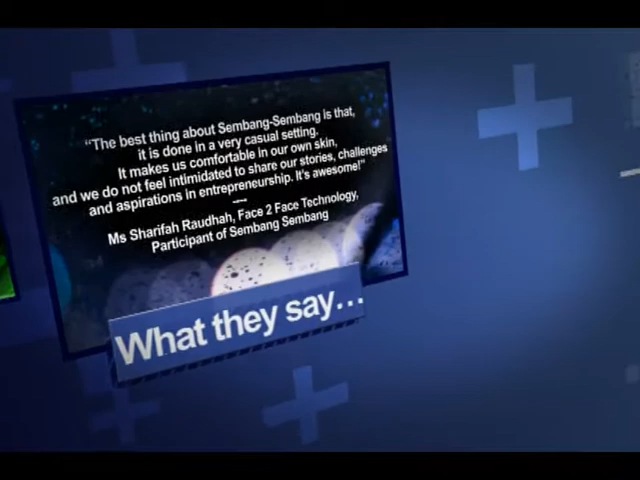 “The best thing about Sembang-Sembang is that,
it is done in a very casual setting.
It makes us comfortable in our own skin,
and we do not feel intimidated to share our stories, challenges
and aspirations in entrepreneurship. It's awesome!”
Ms Sharifah Raudhah, Face 2 Face Technology,
Participant of Sembang Sembang
What they say…